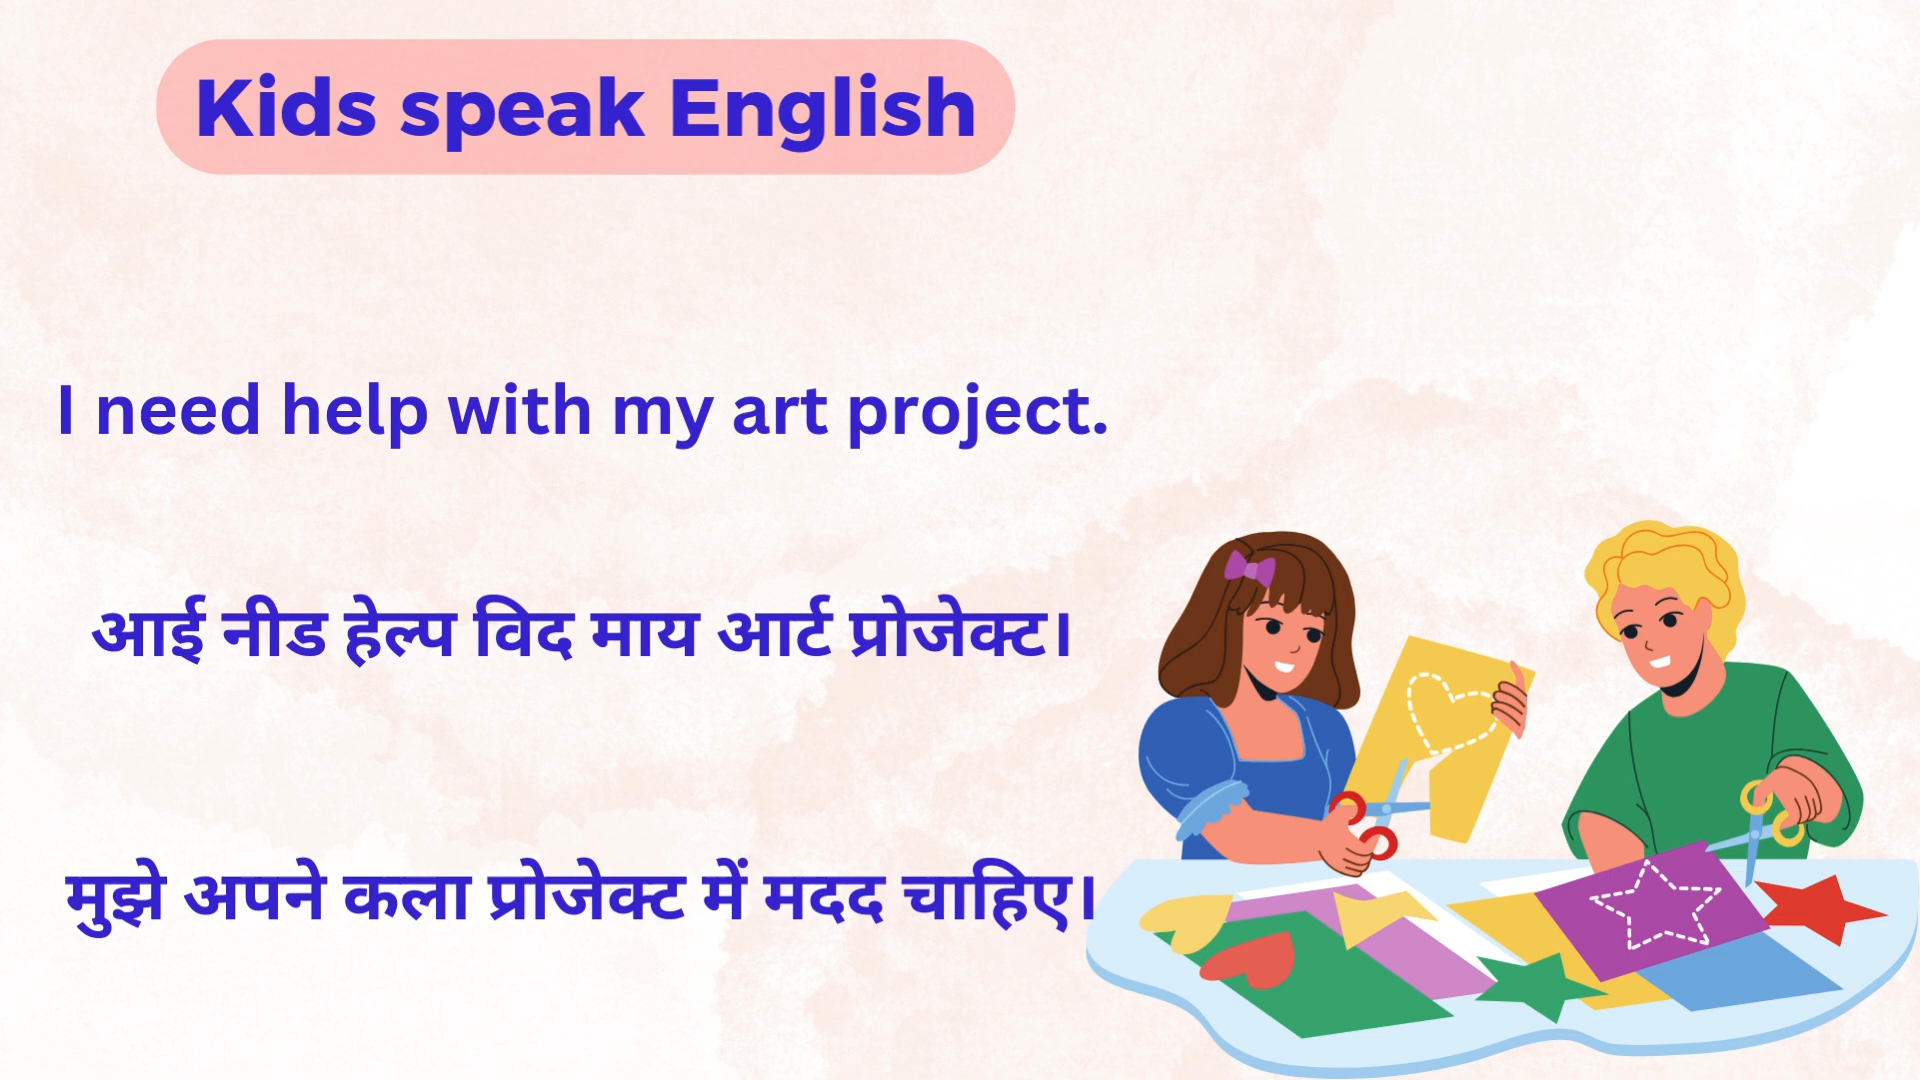 Kids speak English
I need help with my art project.
आई नीड हेल्प विद माय आर्ट प्रोजेक्ट।
मुझे अपने कला प्रोजेक्ट में मदद चाहिए।